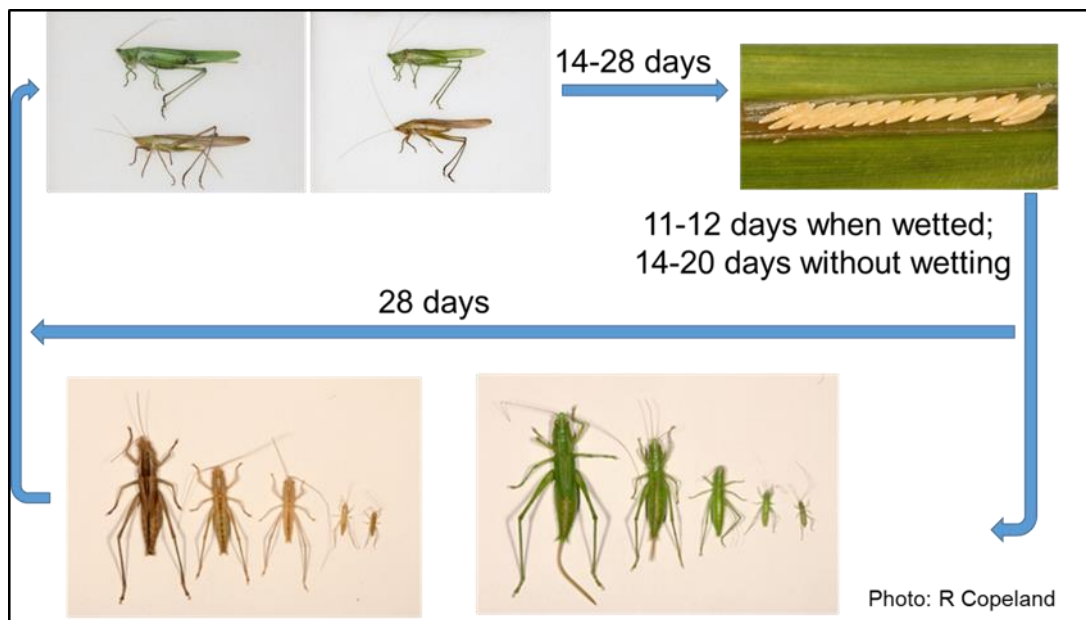 14-28 days
11-12 days when wetted;
14-20 days without wetting
28 days
Photo: R Copeland